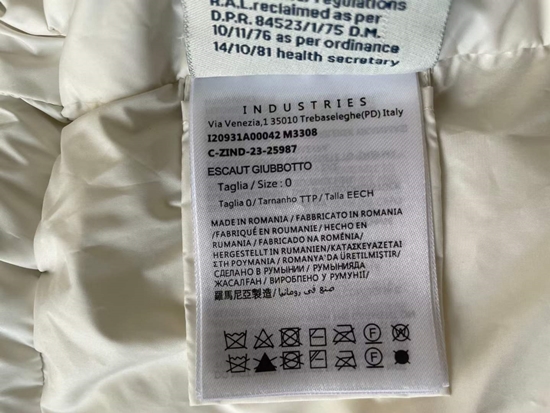 regulations
R.A.L.reclaimed as per
D.P.R. 84523/1/75 D.M.
10/11/76 as per ordinance
14/10/81 health secretary
INDUSTRIES
Via Venezia,1 35010 Trebaseleghe(PD) Italy
I20931A00042 M3308
C-ZIND-23-25987
ESCAUT GIUBBOTTO
Taglia / Size : 0
Taglia 0/ Tamanho TTP / Talla EECH
MADE IN ROMANIA / FABBRICATO IN ROMANIA
/FABRIQUÉ EN ROUMANIE/ HECHO EN
RUMANIA / FABRICADO NA ROMÉNIA/
HERGESTELLT IN RUMÄNIEN/ΚΑΤΑΣΚΕΥΑΖΕΤΑΙ
ΣΤΗ ΡΟΥΜΑΝΙΑ / ROMANYA'DA ÜRETİLMİŞTİR/
СДЕЛАНО В РУМЫНИИ / РУМЫНИЯДА
ЖАСАЛҒАН/ ВИРОБЛЕНО У РУМУНІЇ/
羅馬尼亞製造/ صنع في رومانيا/